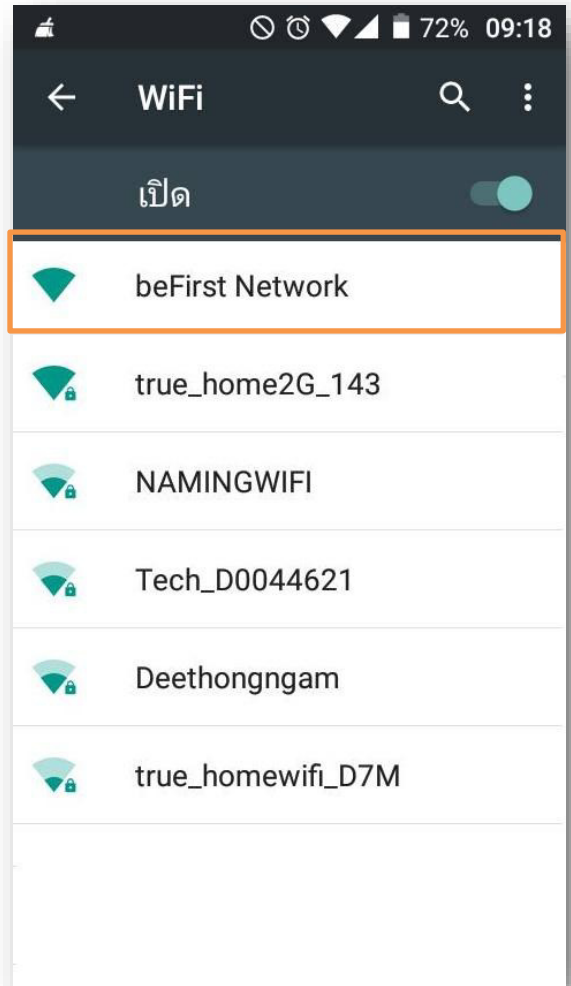 72% 09:18
WiFi
เปิด
beFirst Network
true_home2G_143
NAMINGWIFI
Tech_D0044621
Deethongngam
true_homewifi_D7M